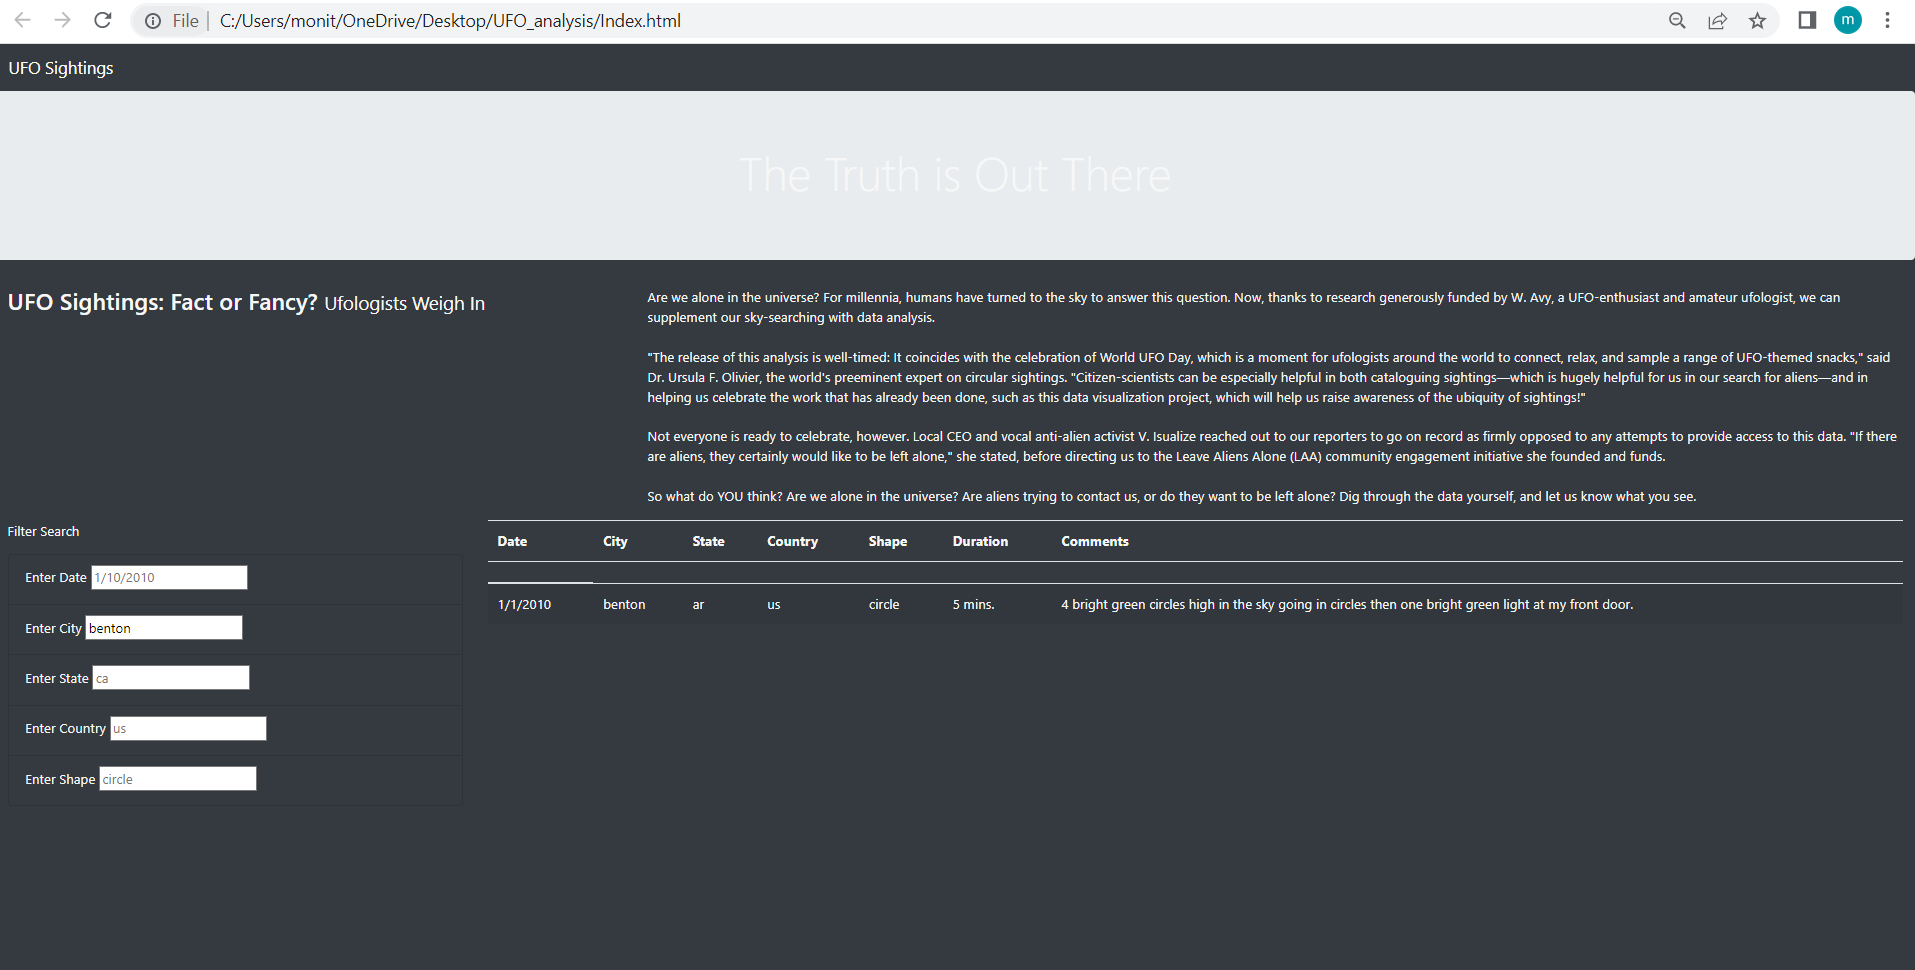 File | C:/Users/monit/OneDrive/Desktop/UFO_analysis/Index.html
m
UFO Sightings
The Truth is Out There
UFO Sightings: Fact or Fancy? Ufologists Weigh In
Are we alone in the universe? For millennia, humans have turned to the sky to answer this question. Now, thanks to research generously funded by W. Avy, a UFO-enthusiast and amateur ufologist, we can
supplement our sky-searching with data analysis.
"The release of this analysis is well-timed: It coincides with the celebration of World UFO Day, which is a moment for ufologists around the world to connect, relax, and sample a range of UFO-themed snacks," said
Dr. Ursula F. Olivier, the world's preeminent expert on circular sightings. "Citizen-scientists can be especially helpful in both cataloguing sightings—which is hugely helpful for us in our search for aliens—and in
helping us celebrate the work that has already been done, such as this data visualization project, which will help us raise awareness of the ubiquity of sightings!"
Not everyone is ready to celebrate, however. Local CEO and vocal anti-alien activist V. Isualize reached out to our reporters to go on record as firmly opposed to any attempts to provide access to this data. "If there
are aliens, they certainly would like to be left alone," she stated, before directing us to the Leave Aliens Alone (LAA) community engagement initiative she founded and funds.
So what do YOU think? Are we alone in the universe? Are aliens trying to contact us, or do they want to be left alone? Dig through the data yourself, and let us know what you see.
Filter Search
Enter Date 1/10/2010
Enter City benton
Enter State ca
Enter Country us
Enter Shape circle
Date City State Country Shape Duration Comments
1/1/2010 benton ar us circle 5 mins. 4 bright green circles high in the sky going in circles then one bright green light at my front door.